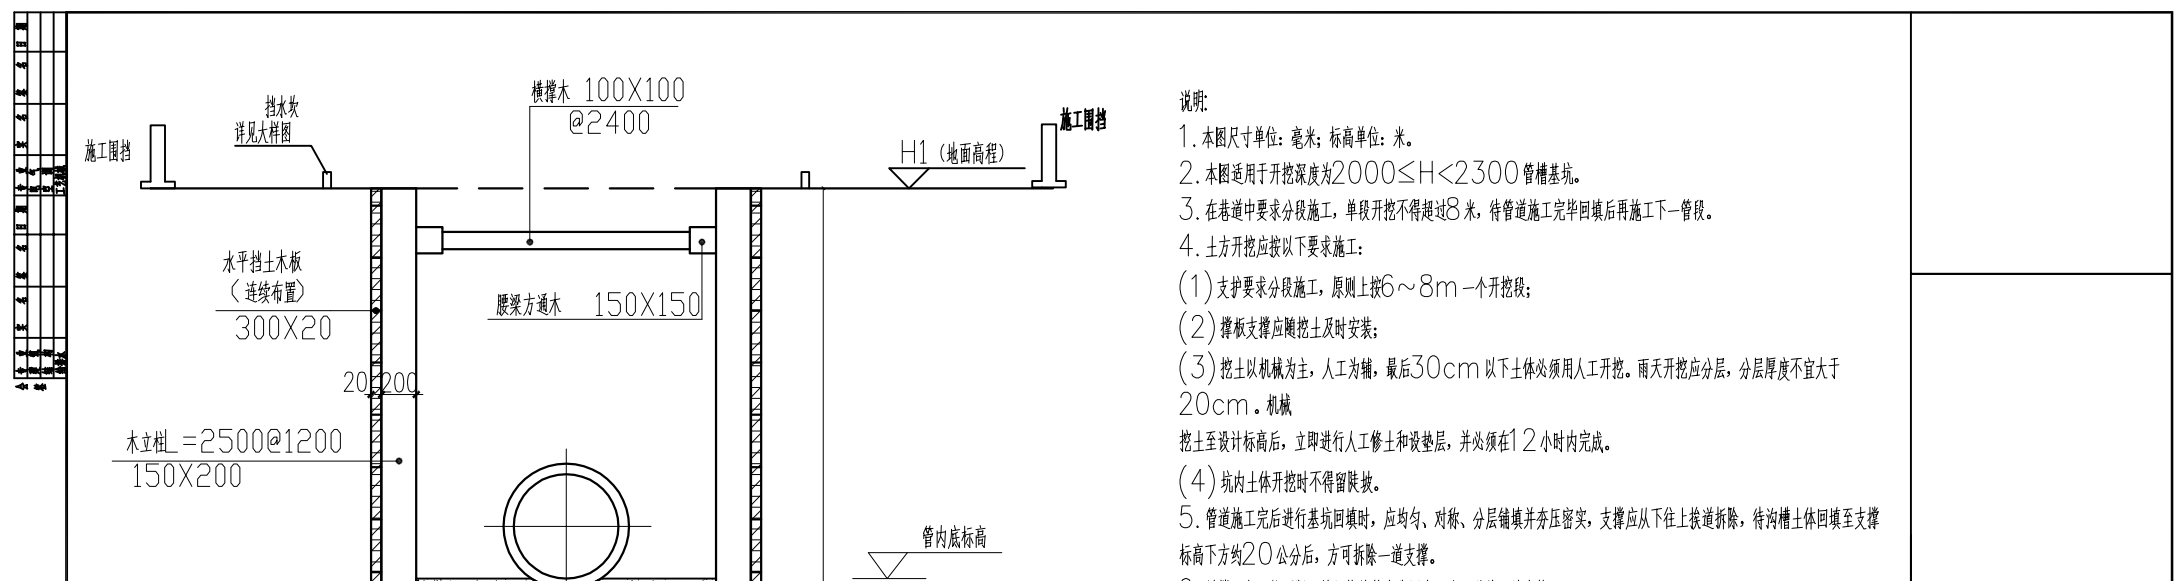 横撑木 100X100
@2400
挡水坎
详见大样图
施工围挡
施工围挡
H1（地面高程）
水平挡土木板
（连续布置）
300X20
腰梁方通木 150X150
20 200
木立柱L=2500@1200
150X200
管内底标高
说明:
1. 本图尺寸单位：毫米；标高单位：米。
2. 本图适用于开挖深度为2000≤H<2300管槽基坑。
3. 在巷道中要求分段施工，单段开挖不得超过8米，待管道施工完毕回填后再施工下一管段。
4. 土方开挖应按以下要求施工：
(1) 支护要求分段施工，原则上按6～8m一个开挖段；
(2) 撑板支撑应随挖土及时安装；
(3) 挖土以机械为主，人工为辅，最后30cm以下土体必须用人工开挖。雨天开挖应分层，分层厚度不宜大于
20cm。机械
挖土至设计标高后，立即进行人工修土和设垫层，并必须在12小时内完成。
(4) 坑内土体开挖时不得留陡坡。
5. 管道施工完后进行基坑回填时，应均匀、对称、分层铺填并夯压密实，支撑应从下往上挨道拆除，待沟槽土体回填至支撑
标高下方约20公分后，方可拆除一道支撑。